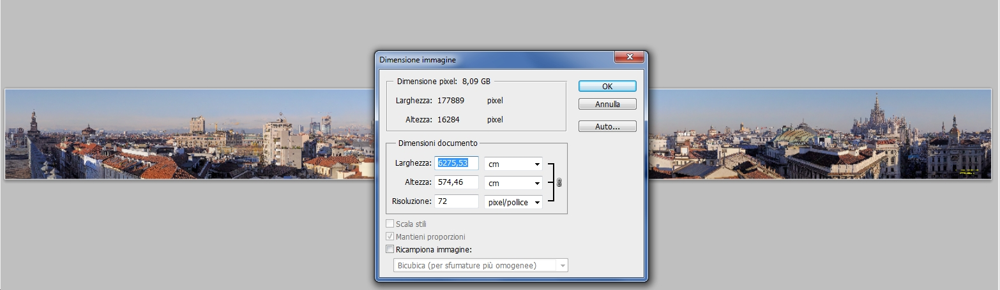 Dimensione immagine
Dimensione pixel: 8,09 GB
OK
Larghezza: 177889 pixel
Annulla
Altezza: 16284 pixel
Auto...
Dimensioni documento
Larghezza: 6275,53 cm
Altezza: 574,46 cm
Risoluzione: 72 pixel/pollice
Scala stili
Mantieni proporzioni
Ricampiona immagine:
Bicubica (per sfumature più omogenee)